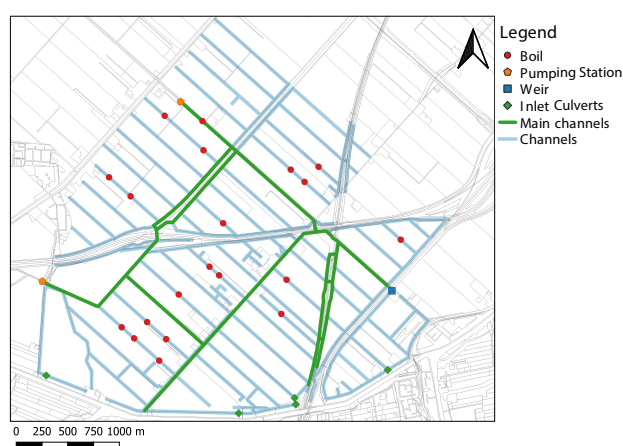 Legend
Boil
Pumping Station
Weir
Inlet Culverts
Main channels
Channels
0 250 500 750 1000 m